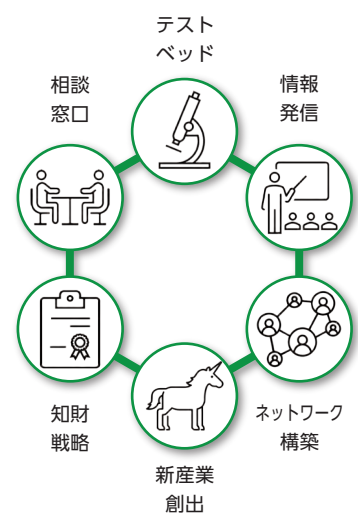 テスト
ベッド
相談
窓口
情報
発信
知財
戦略
ネットワーク
構築
新産業
創出